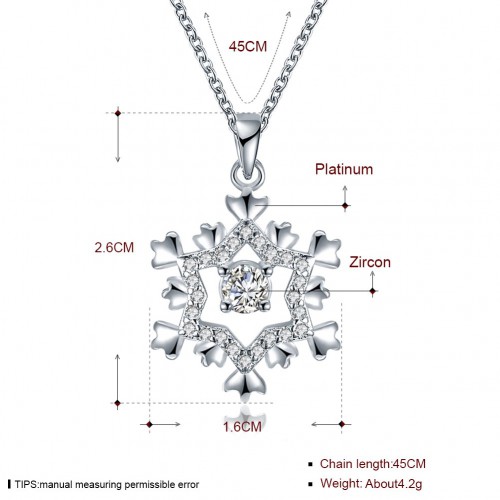 45CM
Platinum
2.6CM
Zircon
1.6CM
Chain length:45CM
Weight: About4.2g
TIPS:manual measuring permissible error